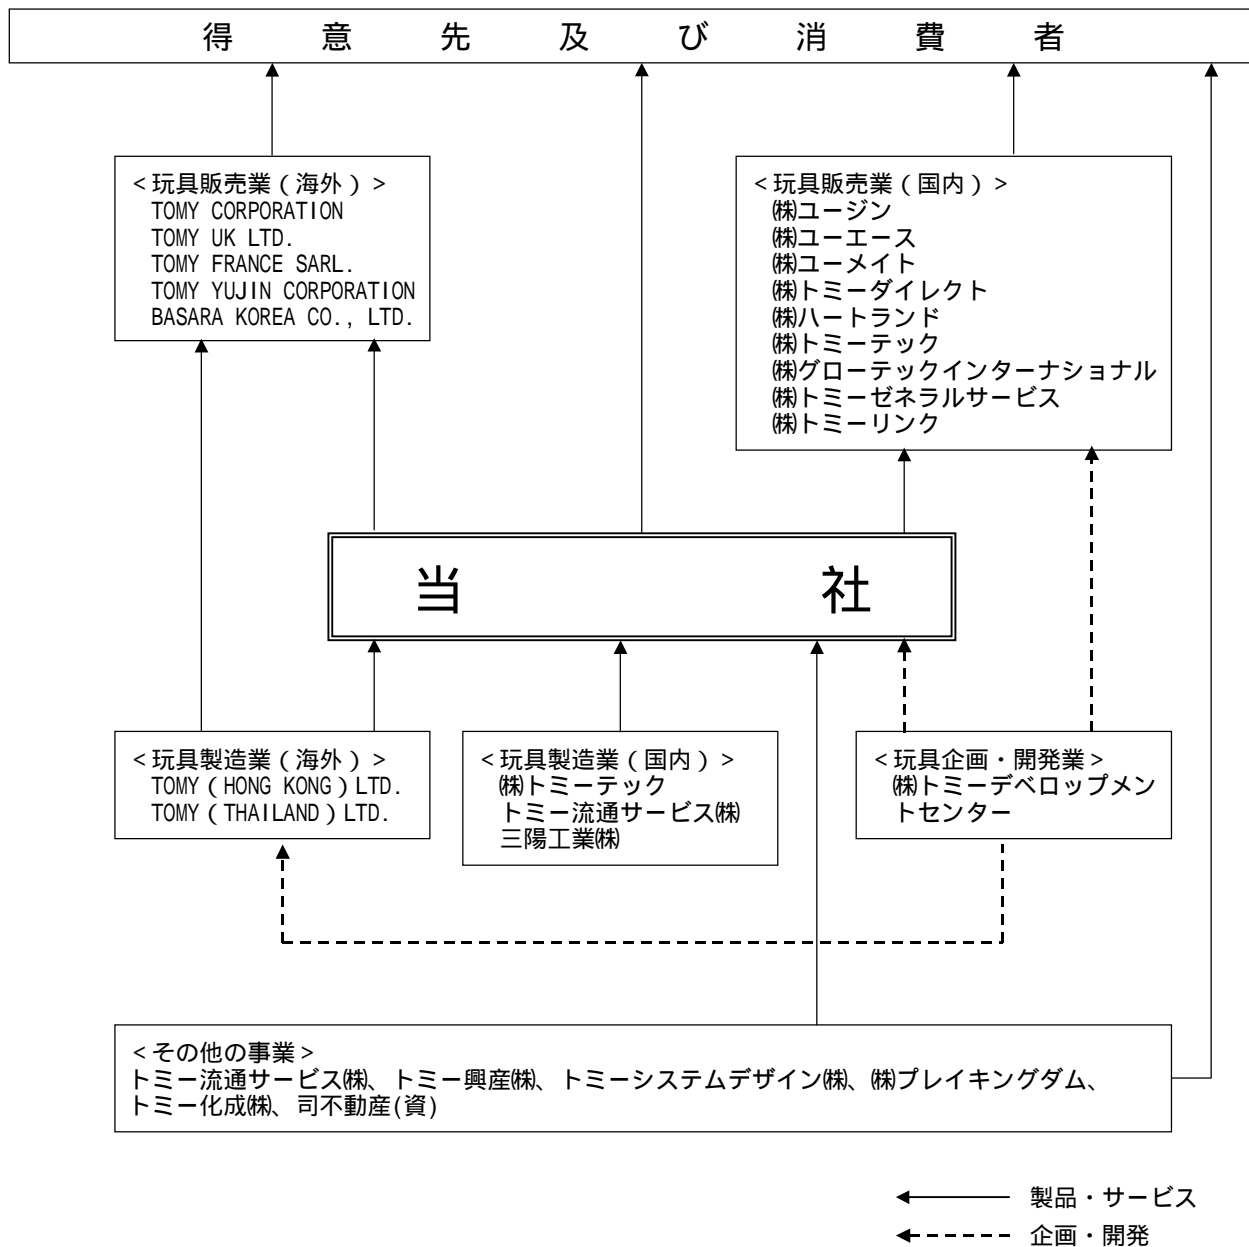 得意先及び消費者
<玩具販売業(海外)>
TOMY CORPORATION
TOMY UK LTD.
TOMY FRANCE SARL.
TOMY YUJIN CORPORATION
BASARA KOREA CO., LTD.
<玩具販売業(国内)>
㈱ユージン
㈱ユーエース
㈱ユーメイト
㈱トミーダイレクト
㈱ハートランド
㈱トミーテック
㈱グローテックインターナショナル
㈱トミーゼネラルサービス
㈱トミーリンク
当社
<玩具製造業(海外)>
TOMY(HONG KONG)LTD.
TOMY(THAILAND)LTD.
<玩具製造業(国内)>
㈱トミーテック
トミー流通サービス㈱
三陽工業㈱
<玩具企画・開発業>
㈱トミーデベロップメン
トセンター
<その他の事業>
トミー流通サービス㈱、トミー興産㈱、トミーシステムデザイン㈱、㈱プレイキングダム、
トミー化成㈱、司不動産(資)
製品・サービス
企画・開発